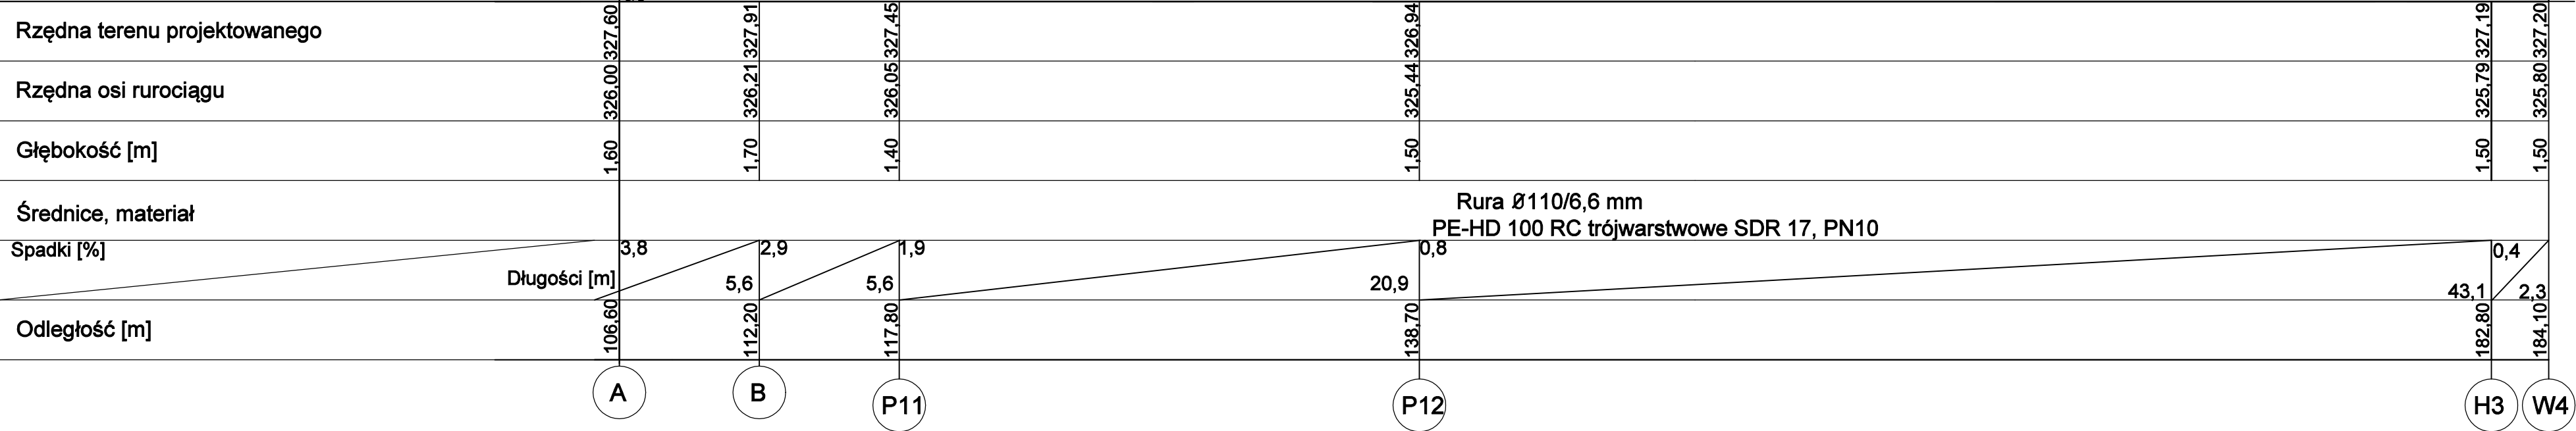 Rzędna terenu projektowanego 327,60 327,91 327,45 326,94 327,19 327,20
Rzędna osi rurociągu 326,00 326,21 326,05 325,44 325,79 325,80
Głębokość [m] 1,60 1,70 1,40 1,50 1,50 1,50
Średnice, materiał
Rura Ø110/6,6 mm
PE-HD 100 RC trójwarstwowe SDR 17, PN10
Spadki [%] 3,8 2,9 1,9 0,8 0,4
Długości [m] 5,6 5,6 20,9 43,1 2,3
Odległość [m] 106,60 112,20 117,80 138,70 182,80 184,10
A B P11 P12 H3 W4